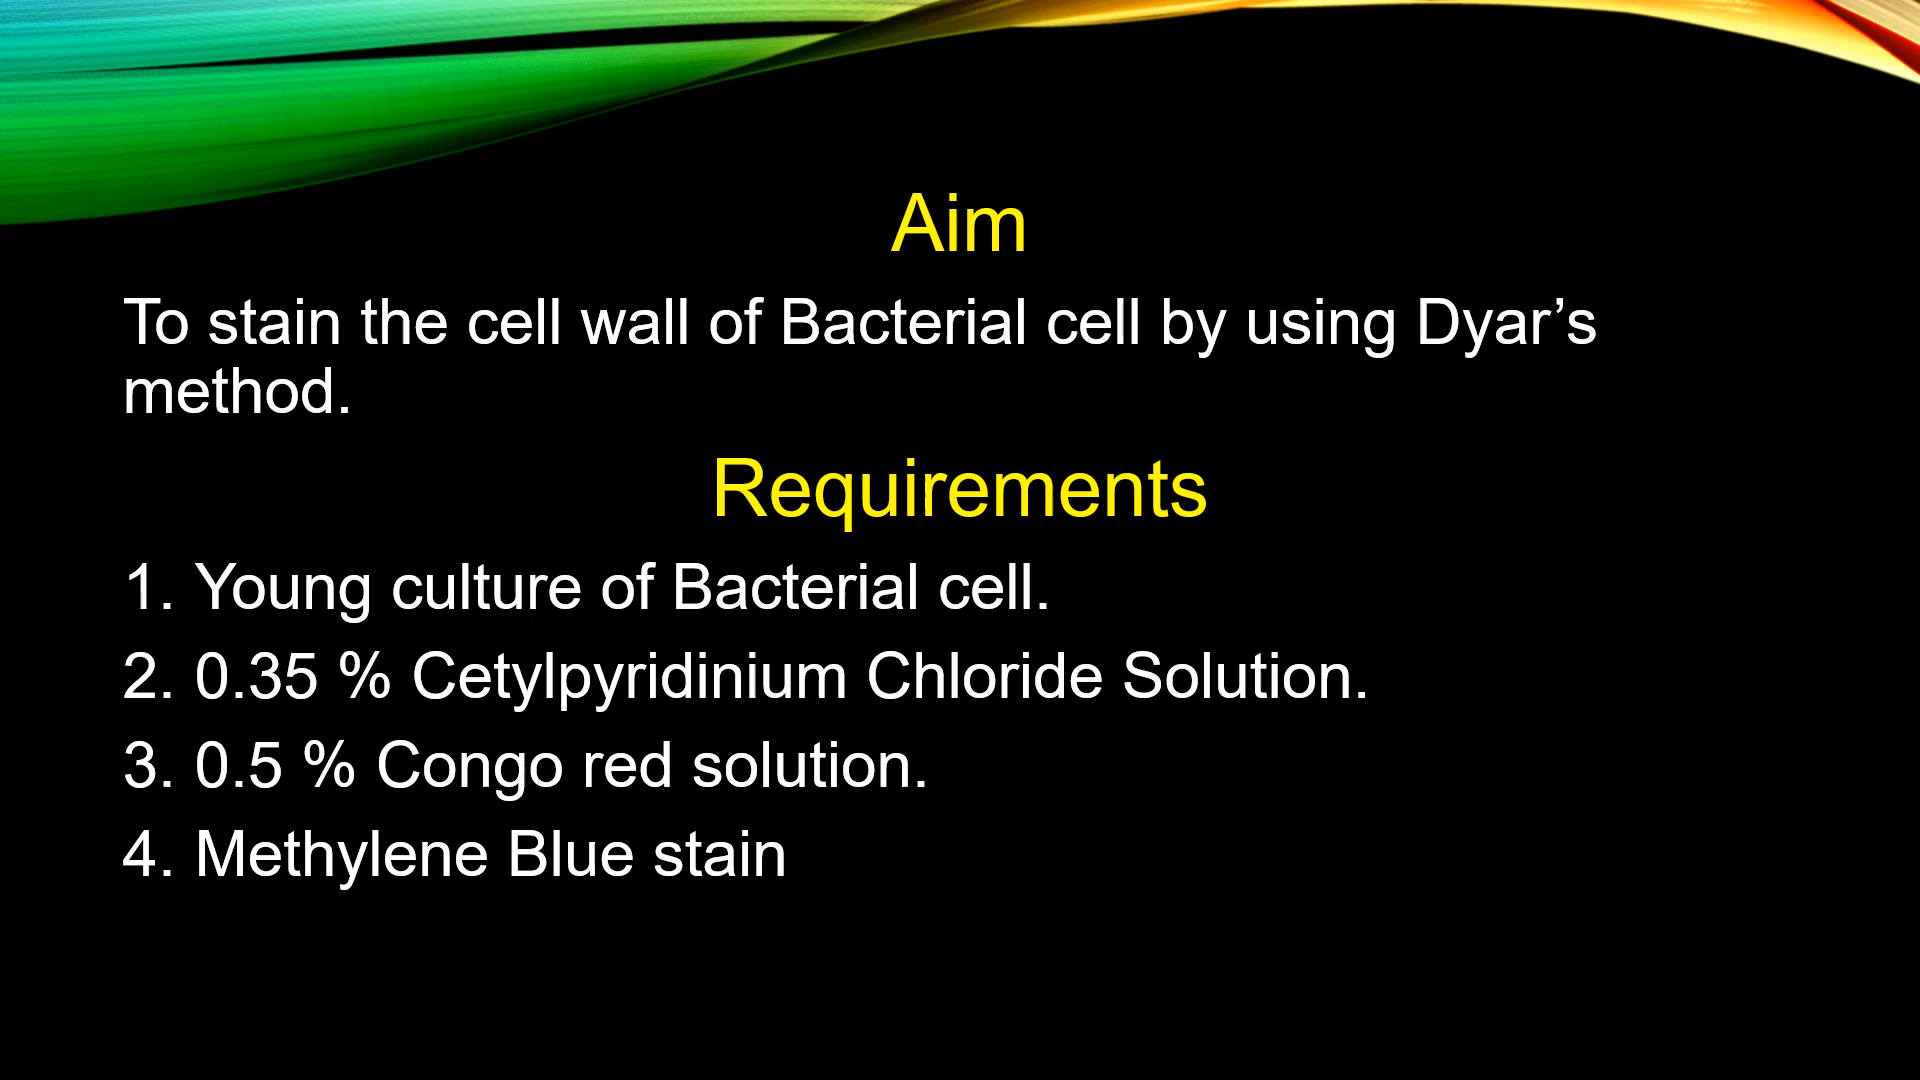 Aim
To stain the cell wall of Bacterial cell by using Dyar’s
method.
Requirements
1. Young culture of Bacterial cell.
2. 0.35 % Cetylpyridinium Chloride Solution.
3. 0.5 % Congo red solution.
4. Methylene Blue stain